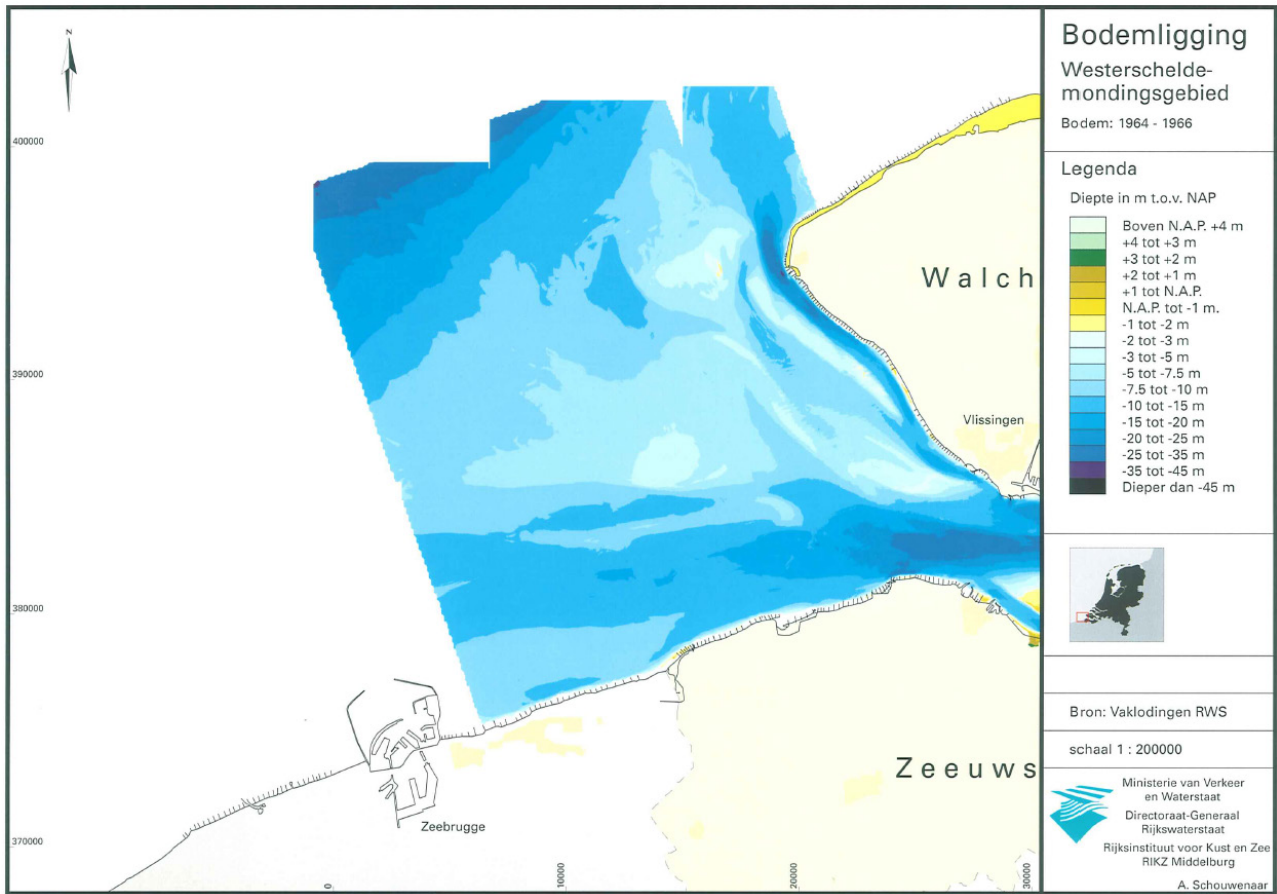 N
400000
390000
380000
370000
0
10000
20000
30000
Walch
Vlissingen
Zeeuws
Zeebrugge
Bodemligging
Westerschelde-
mondingsgebied
Bodem: 1964 - 1966
Legenda
Diepte in m t.o.v. NAP
Boven N.A.P. +4 m
+4 tot +3 m
+3 tot +2 m
+2 tot +1 m
+1 tot N.A.P.
N.A.P. tot -1 m.
-1 tot -2 m
-2 tot -3 m
-3 tot -5 m
-5 tot -7.5 m
-7.5 tot -10 m
-10 tot -15 m
-15 tot -20 m
-20 tot -25 m
-25 tot -35 m
-35 tot -45 m
Dieper dan -45 m
Bron: Vaklodingen RWS
schaal 1 : 200000
Ministerie van Verkeer
en Waterstaat
Directoraat-Generaal
Rijkswaterstaat
Rijksinstituut voor Kust en Zee
RIKZ Middelburg
A. Schouwenaar